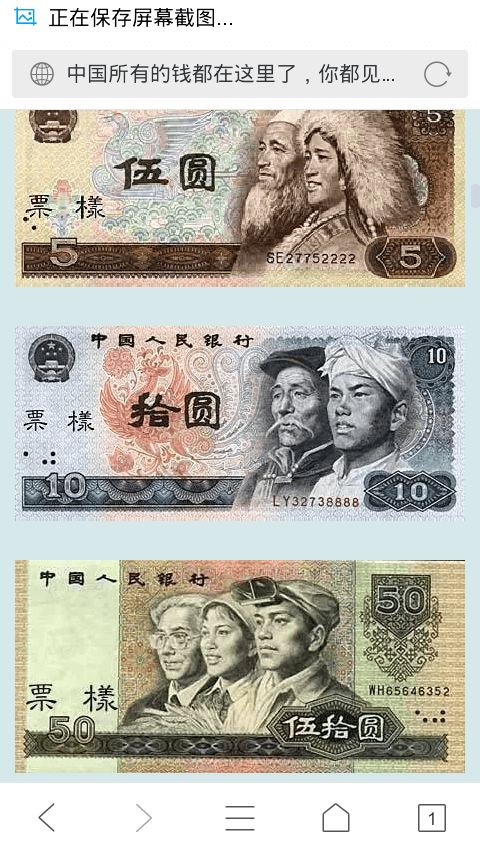 正在保存屏幕截图...
中国所有的钱都在这里了，你都见...
5
伍圆
票 樣
5
SE27752222
5
中国人民银行
10
拾圆
票 樣
10
LY32738888
10
中国人民银行
50
WH65646352
票 樣
50
伍拾圆
1